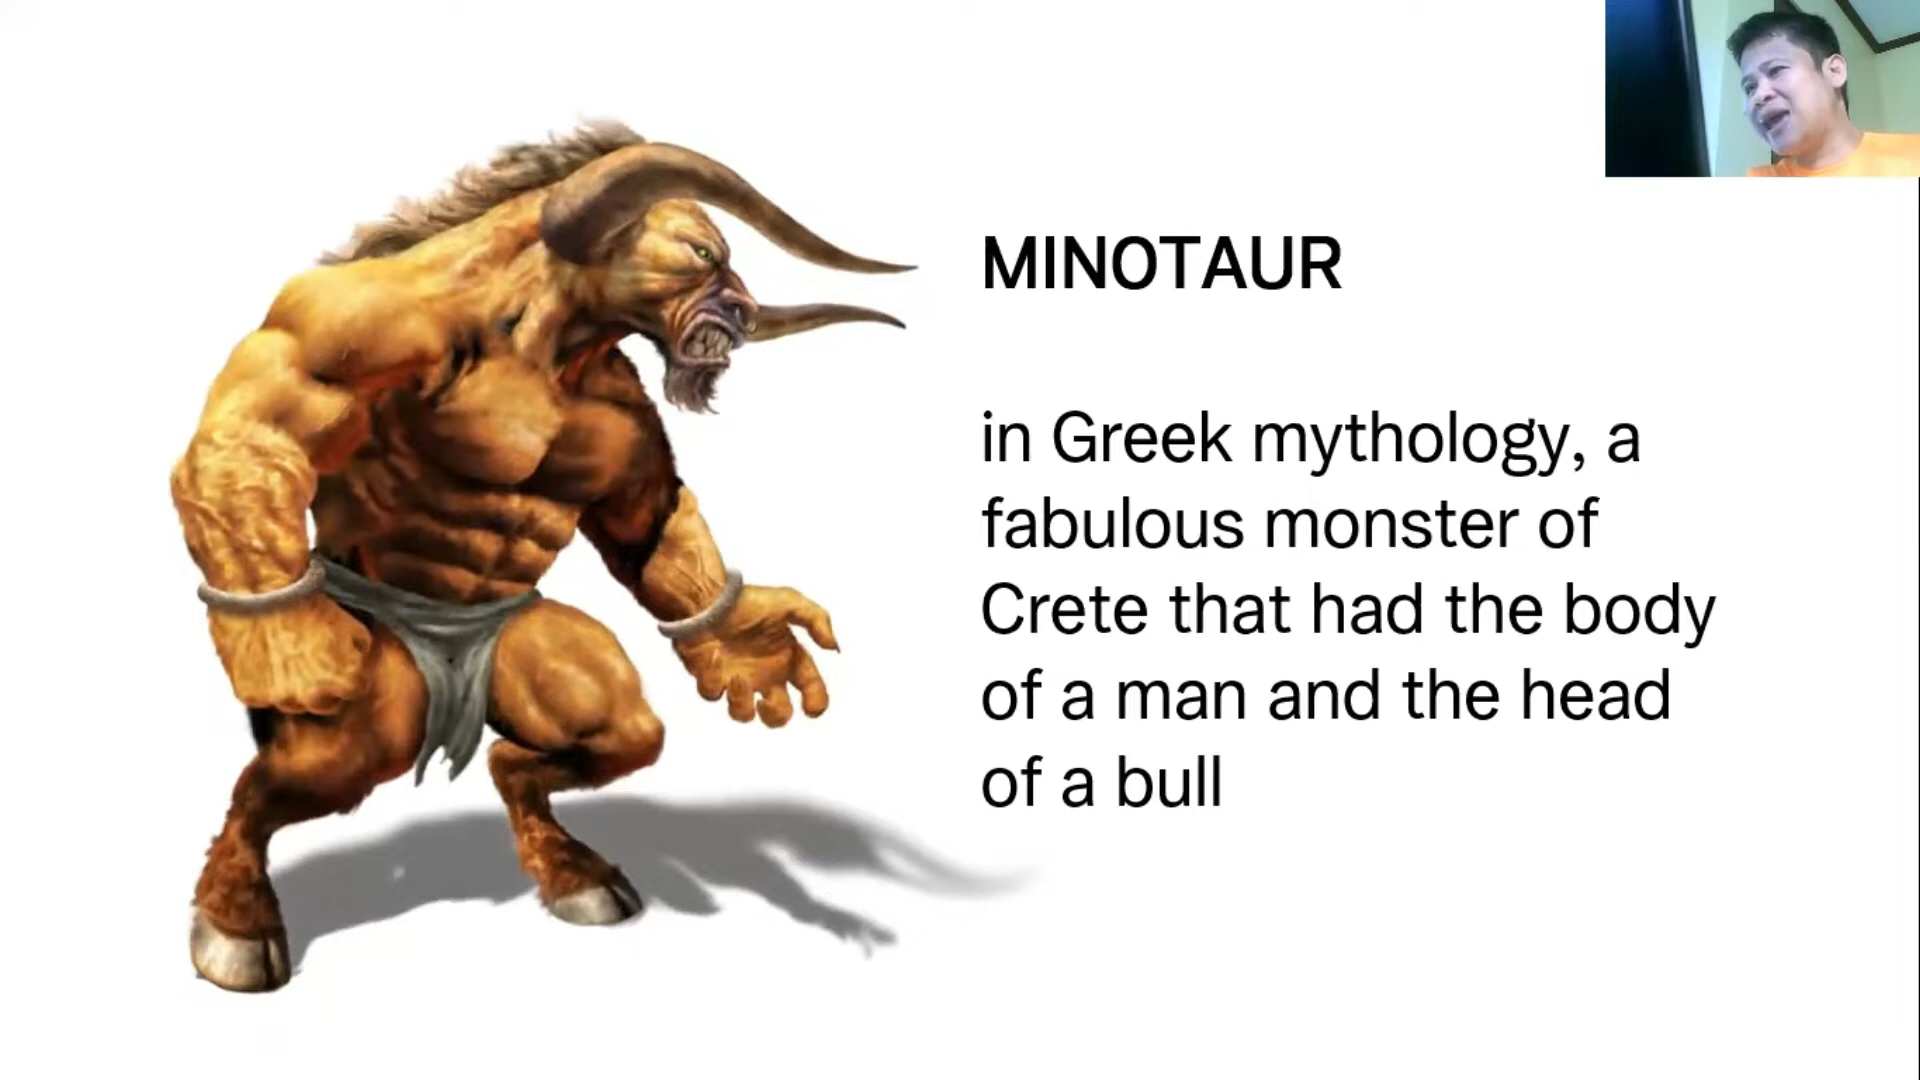 MINOTAUR
in Greek mythology, a
fabulous monster of
Crete that had the body
of a man and the head
of a bull